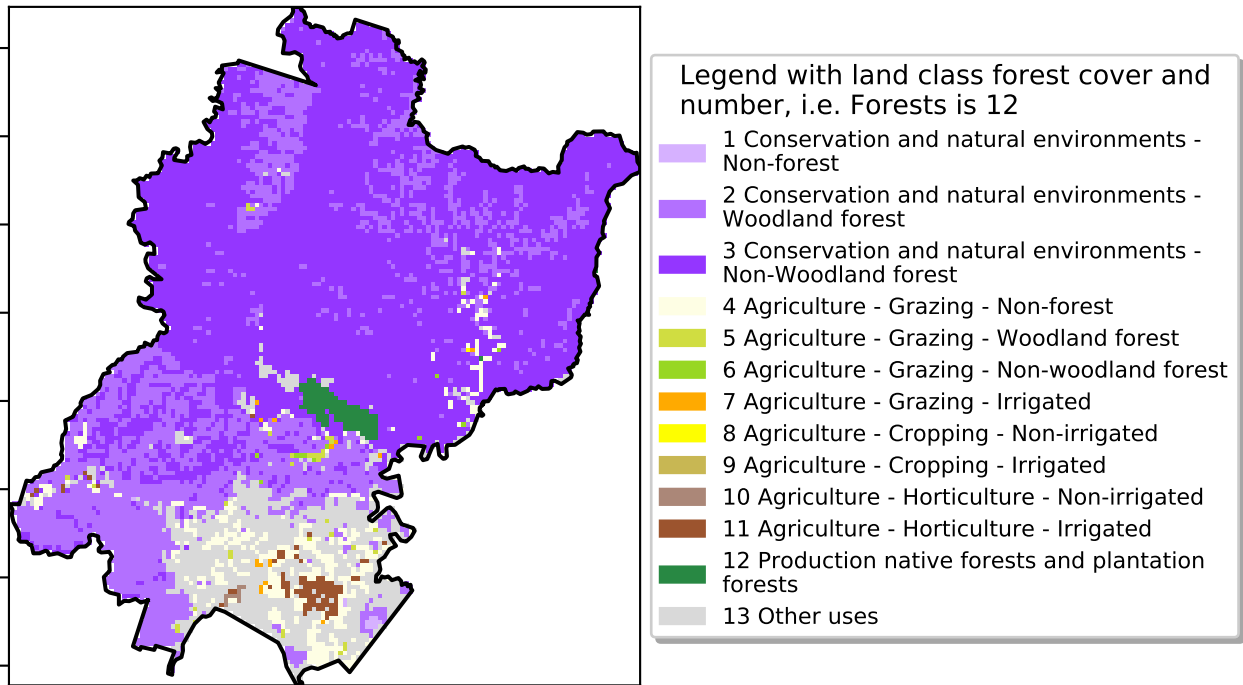 Legend with land class forest cover and
number, i.e. Forests is 12
1 Conservation and natural environments -
Non-forest
2 Conservation and natural environments -
Woodland forest
3 Conservation and natural environments -
Non-Woodland forest
4 Agriculture - Grazing - Non-forest
5 Agriculture - Grazing - Woodland forest
6 Agriculture - Grazing - Non-woodland forest
7 Agriculture - Grazing - Irrigated
8 Agriculture - Cropping - Non-irrigated
9 Agriculture - Cropping - Irrigated
10 Agriculture - Horticulture - Non-irrigated
11 Agriculture - Horticulture - Irrigated
12 Production native forests and plantation
forests
13 Other uses